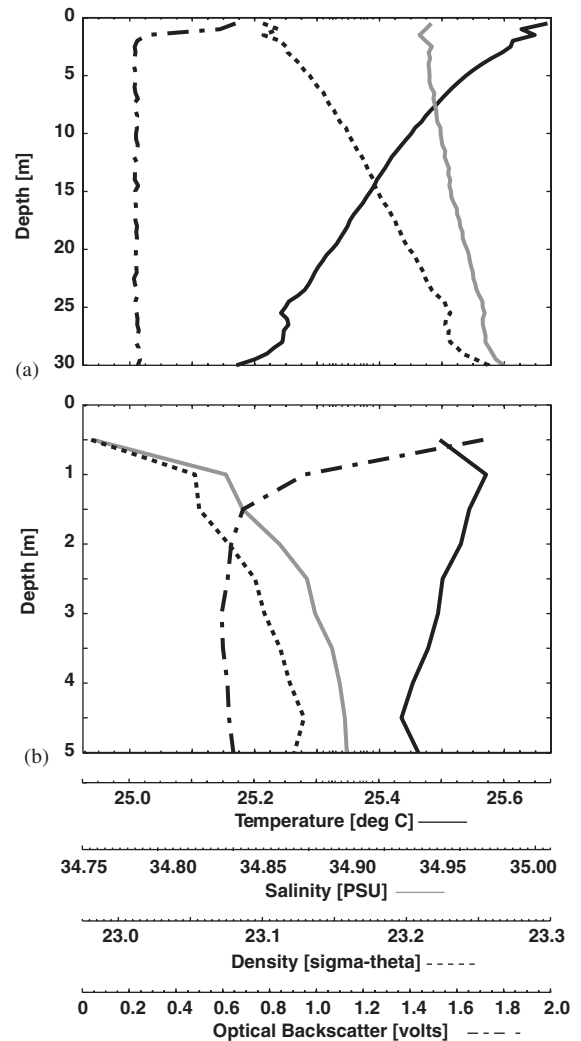 0
5
10
15
20
25
30
Depth [m]
(a)
0
1
2
3
4
5
Depth [m]
(b)
25.0 25.2 25.4 25.6
Temperature [deg C]
34.75 34.80 34.85 34.90 34.95 35.00
Salinity [PSU]
23.0 23.1 23.2 23.3
Density [sigma-theta]
0 0.2 0.4 0.6 0.8 1.0 1.2 1.4 1.6 1.8 2.0
Optical Backscatter [volts]